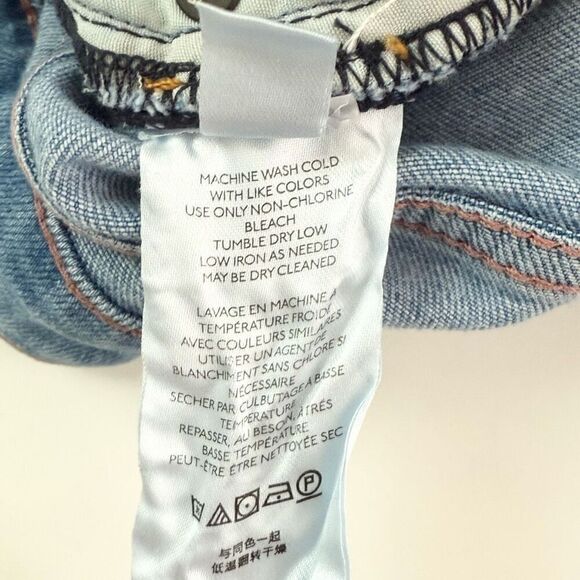 MACHINE WASH COLD
WITH LIKE COLORS
USE ONLY NON-CHLORINE
BLEACH
TUMBLE DRY LOW
LOW IRON AS NEEDED
MAY BE DRY CLEANED
LAVAGE EN MACHINE À
TEMPÉRATURE FROIDE
AVEC COULEURS SIMILAIRES
UTILISER UN AGENT DE
BLANCHIMENT SANS CHLORE SI
NÉCESSAIRE
SECHER PAR CULBUTAGE A BASSE
TEMPERATURE
REPASSER, AU BESOIN, À TRÈS
BASSE TEMPÉRATURE
PEUT-ÊTRE ÊTRE NETTOYÉE SEC
P
与同色一起
低温翻转干燥